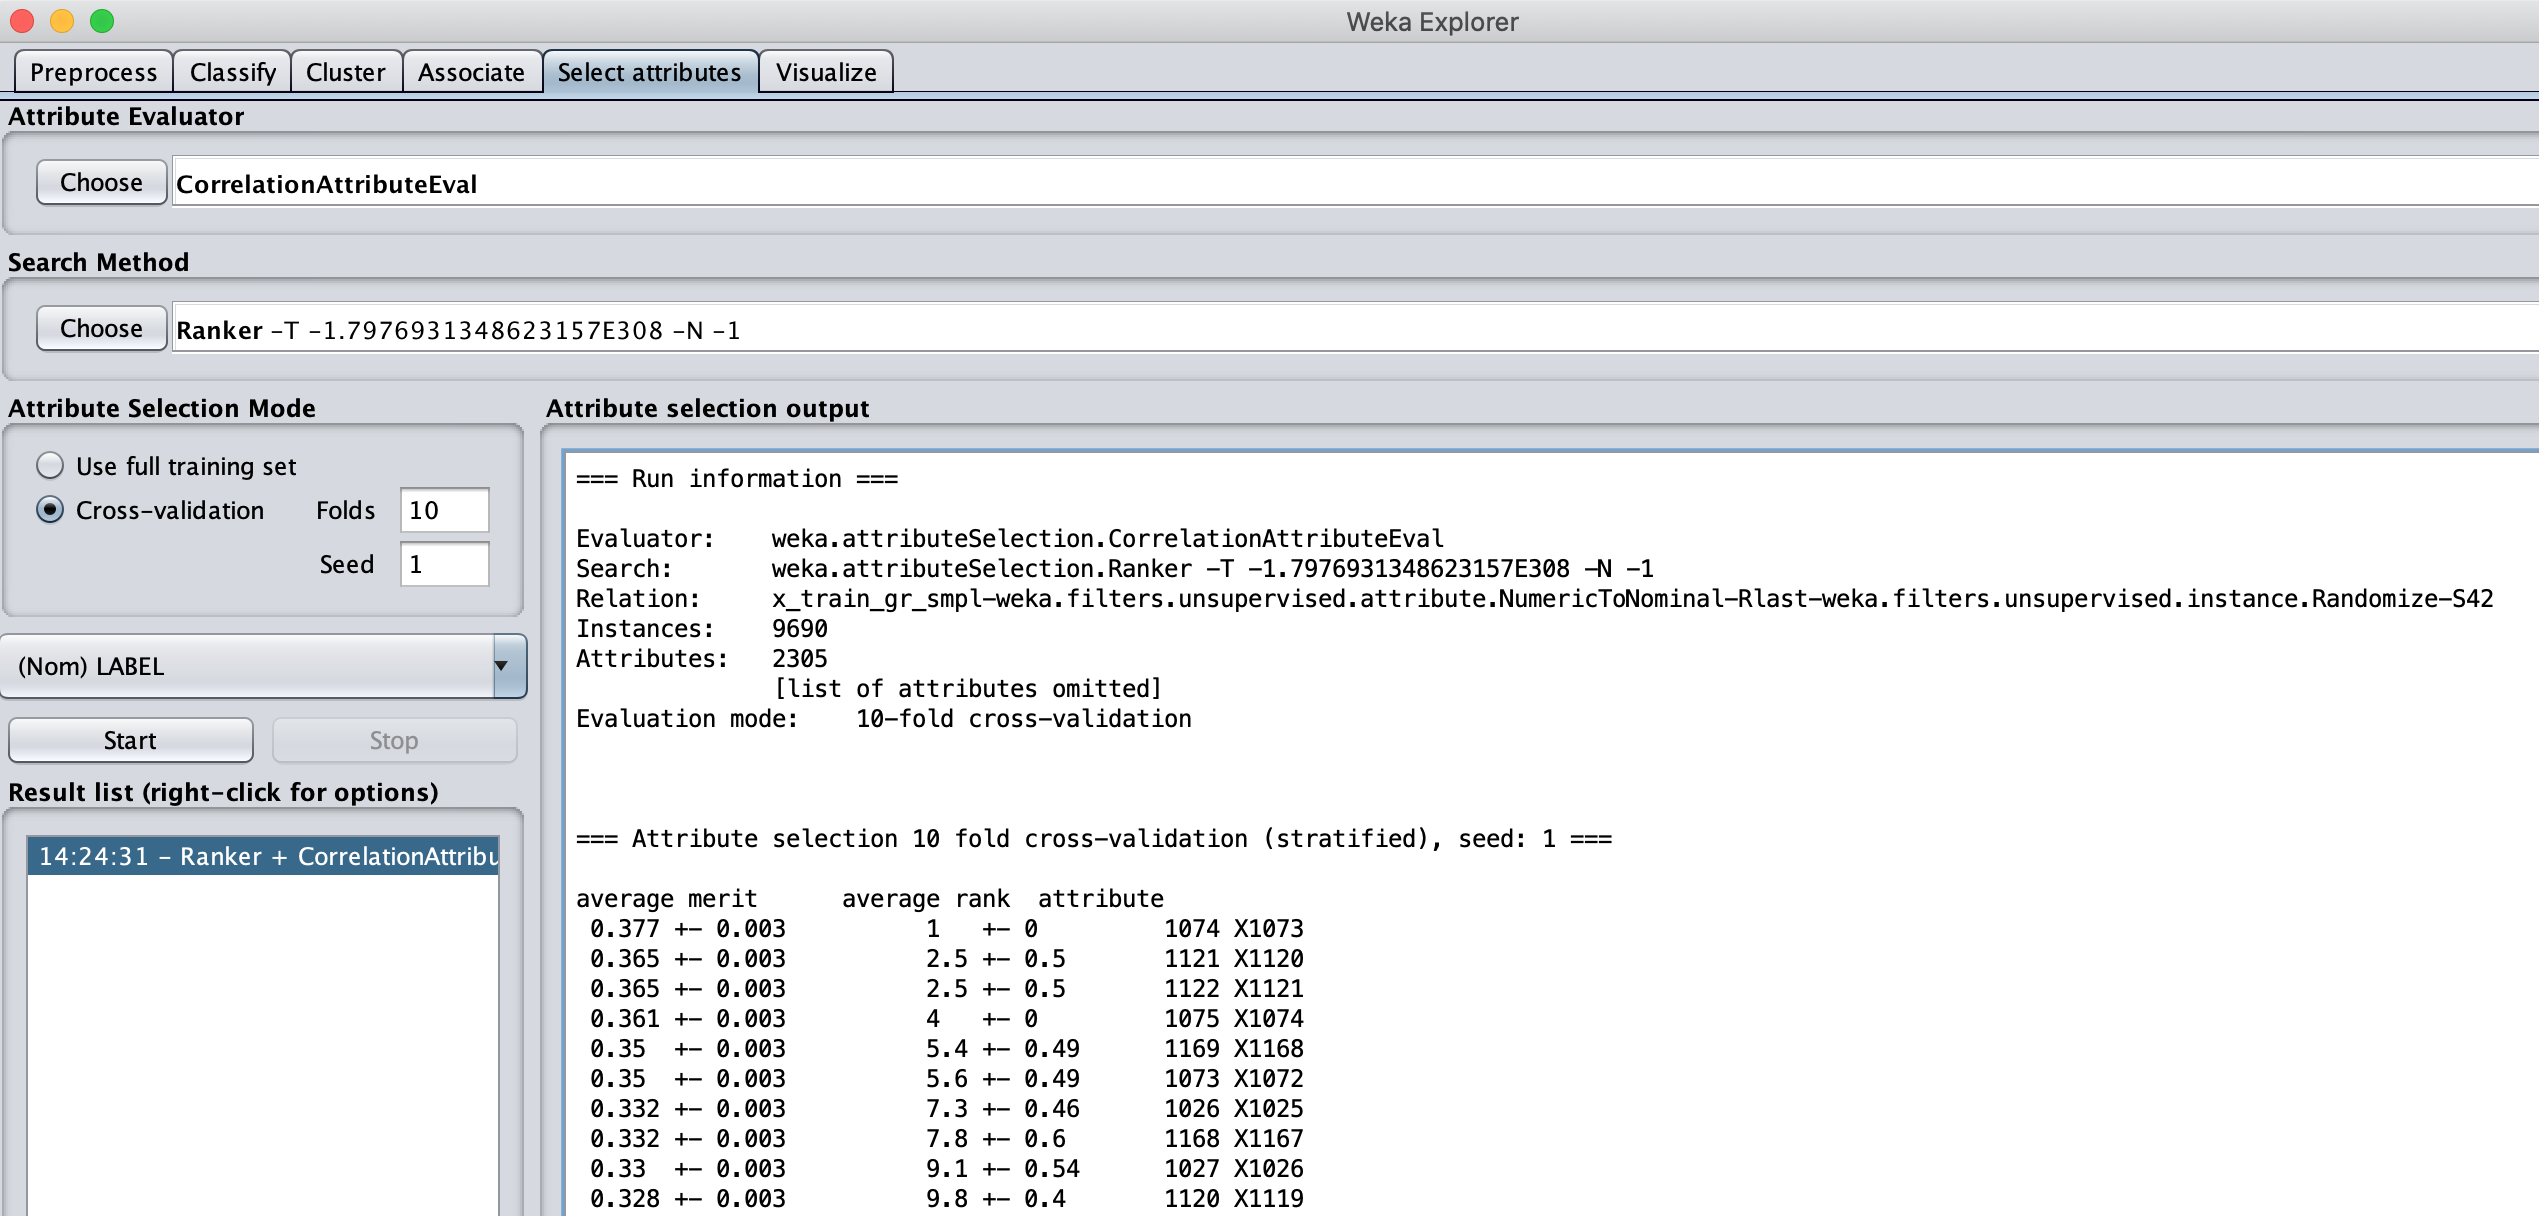 Weka Explorer
Preprocess Classify Cluster Associate Select attributes Visualize
Attribute Evaluator
Choose CorrelationAttributeEval
Search Method
Choose Ranker -T -1.7976931348623157E308 -N -1
Attribute Selection Mode
Use full training set
Cross-validation Folds 10
Seed 1
(Nom) LABEL
Start Stop
Result list (right-click for options)
14:24:31 - Ranker + CorrelationAttribu
Attribute selection output
=== Run information ===
Evaluator: weka.attributeSelection.CorrelationAttributeEval
Search: weka.attributeSelection.Ranker -T -1.7976931348623157E308 -N -1
Relation: x_train_gr_smpl-weka.filters.unsupervised.attribute.NumericToNominal-Rlast-weka.filters.unsupervised.instance.Randomize-S42
Instances: 9690
Attributes: 2305
[list of attributes omitted]
Evaluation mode: 10-fold cross-validation
=== Attribute selection 10 fold cross-validation (stratified), seed: 1 ===
average merit average rank attribute
0.377 +- 0.003 1 +- 0 1074 X1073
0.365 +- 0.003 2.5 +- 0.5 1121 X1120
0.365 +- 0.003 2.5 +- 0.5 1122 X1121
0.361 +- 0.003 4 +- 0 1075 X1074
0.35 +- 0.003 5.4 +- 0.49 1169 X1168
0.35 +- 0.003 5.6 +- 0.49 1073 X1072
0.332 +- 0.003 7.3 +- 0.46 1026 X1025
0.332 +- 0.003 7.8 +- 0.6 1168 X1167
0.33 +- 0.003 9.1 +- 0.54 1027 X1026
0.328 +- 0.003 9.8 +- 0.4 1120 X1119